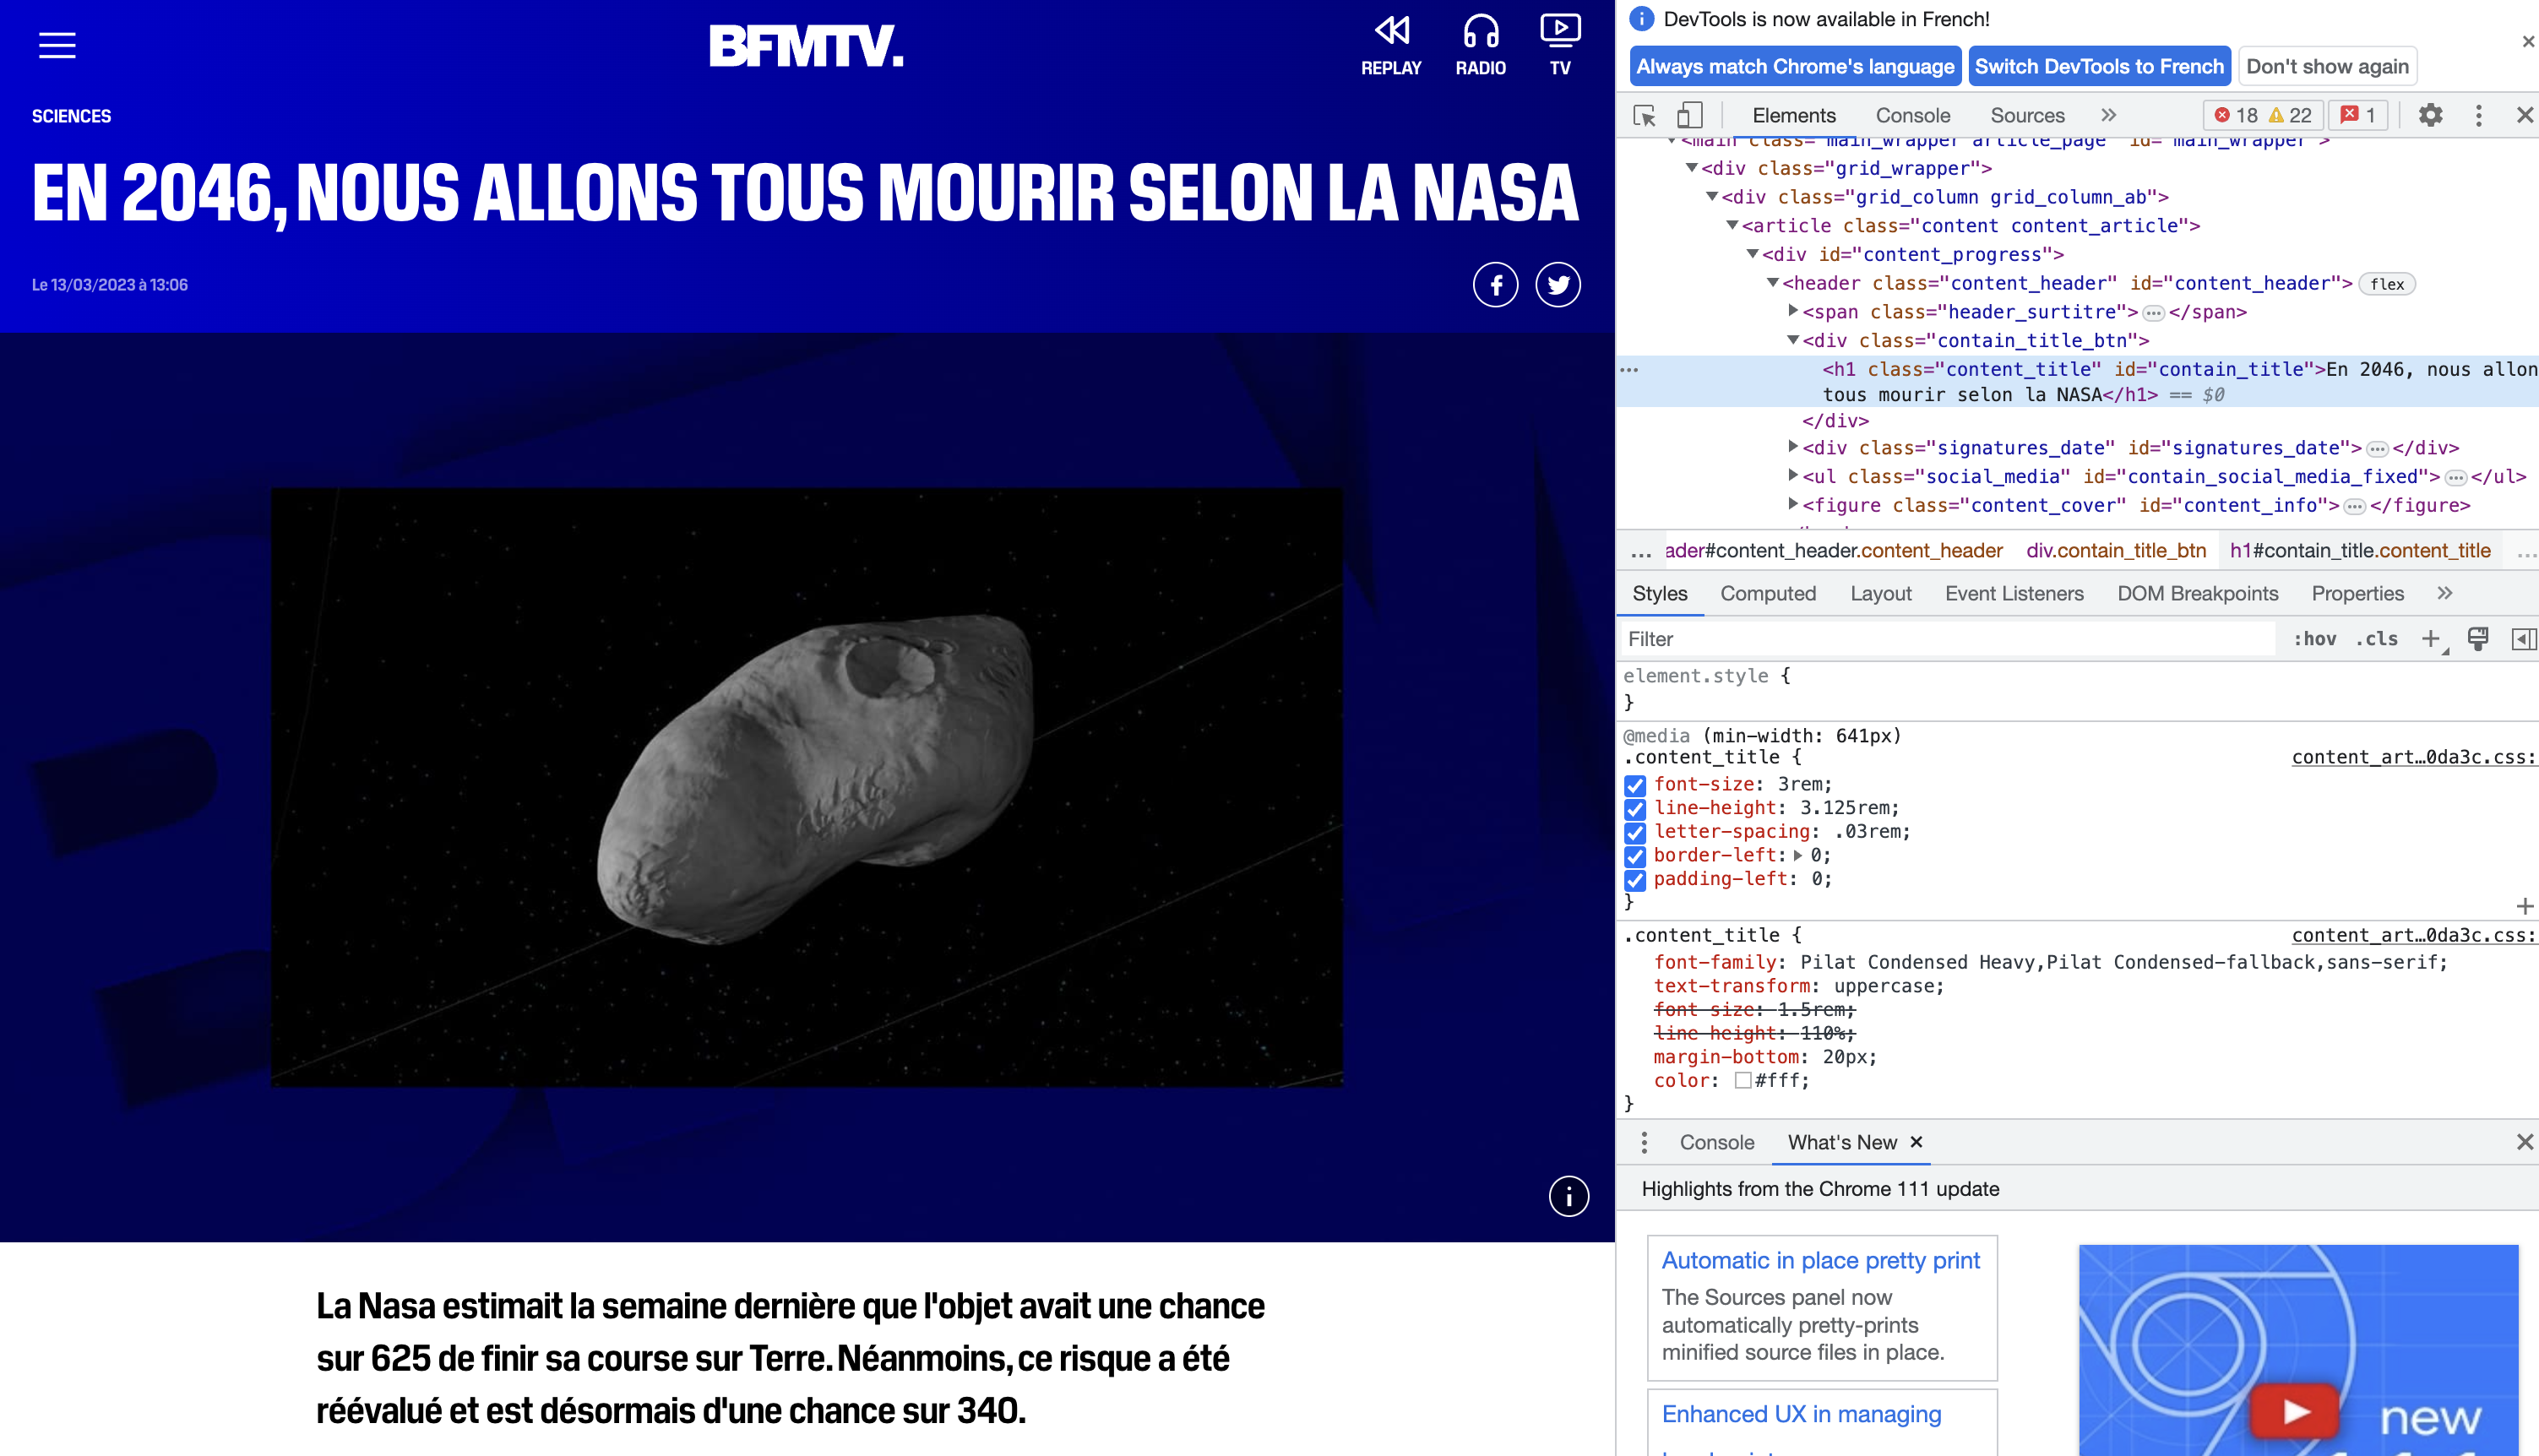 BFMTV.
REPLAY
RADIO
TV
SCIENCES
EN 2046, NOUS ALLONS TOUS MOURIR SELON LA NASA
Le 13/03/2023 à 13:06
La Nasa estimait la semaine dernière que l'objet avait une chance
sur 625 de finir sa course sur Terre. Néanmoins, ce risque a été
réévalué et est désormais d'une chance sur 340.
DevTools is now available in French!
Always match Chrome's language
Switch DevTools to French
Don't show again
Elements
Console
Sources
18
22
1
<main class="main_wrapper article_page" id="main_wrapper">
<div class="grid_wrapper">
<div class="grid_column grid_column_ab">
<article class="content content_article">
<div id="content_progress">
<header class="content_header" id="content_header">
flex
<span class="header_surtitre">…</span>
<div class="contain_title_btn">
<h1 class="content_title" id="contain_title">En 2046, nous allon
tous mourir selon la NASA</h1> == $0
</div>
<div class="signatures_date" id="signatures_date">…</div>
<ul class="social_media" id="contain_social_media_fixed">…</ul>
<figure class="content_cover" id="content_info">…</figure>
... ader#content_header.content_header div.contain_title_btn h1#contain_title.content_title ...
Styles
Computed
Layout
Event Listeners
DOM Breakpoints
Properties
Filter
:hov .cls
element.style {
}
@media (min-width: 641px)
.content_title {
content_art…0da3c.css:
font-size: 3rem;
line-height: 3.125rem;
letter-spacing: .03rem;
border-left: 0;
padding-left: 0;
}
.content_title {
content_art…0da3c.css:
font-family: Pilat Condensed Heavy,Pilat Condensed-fallback,sans-serif;
text-transform: uppercase;
font-size: 1.5rem;
line-height: 110%;
margin-bottom: 20px;
color: #fff;
}
Console
What's New
Highlights from the Chrome 111 update
Automatic in place pretty print
The Sources panel now
automatically pretty-prints
minified source files in place.
Enhanced UX in managing
new